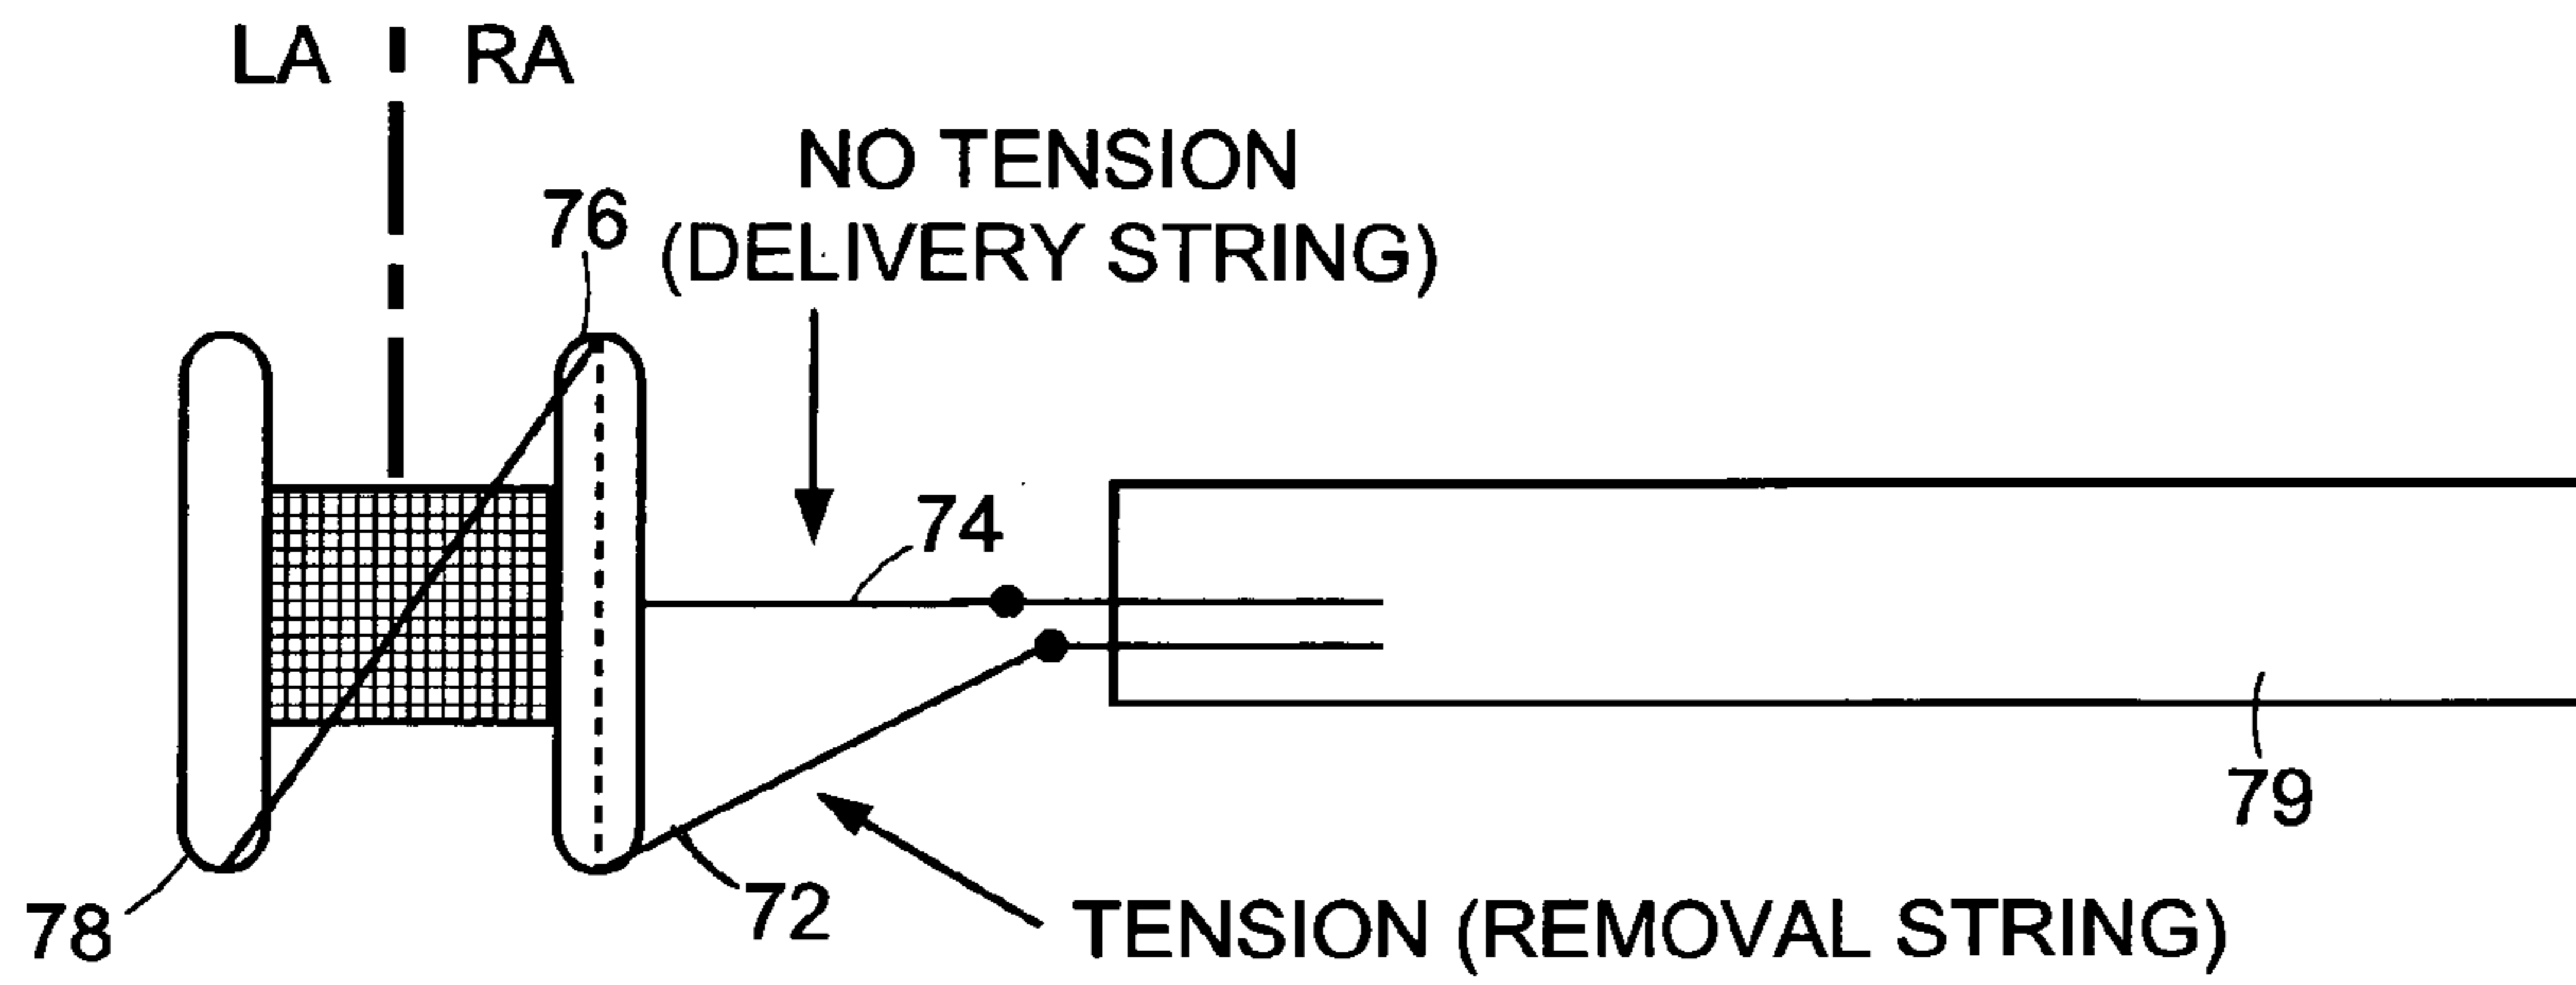 LA RA
NO TENSION
(DELIVERY STRING)
76
74
79
72
78
TENSION (REMOVAL STRING)